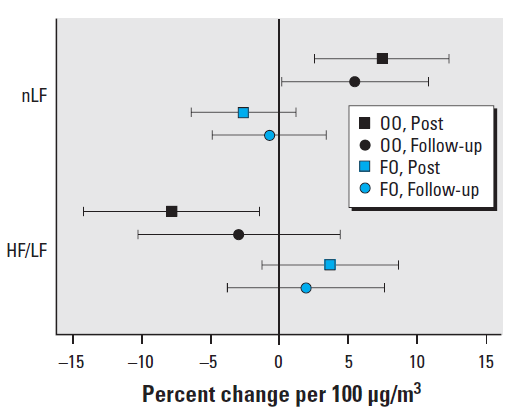 nLF
OO, Post
OO, Follow-up
FO, Post
FO, Follow-up
HF/LF
–15 –10 –5 0 5 10 15
Percent change per 100 μg/m³